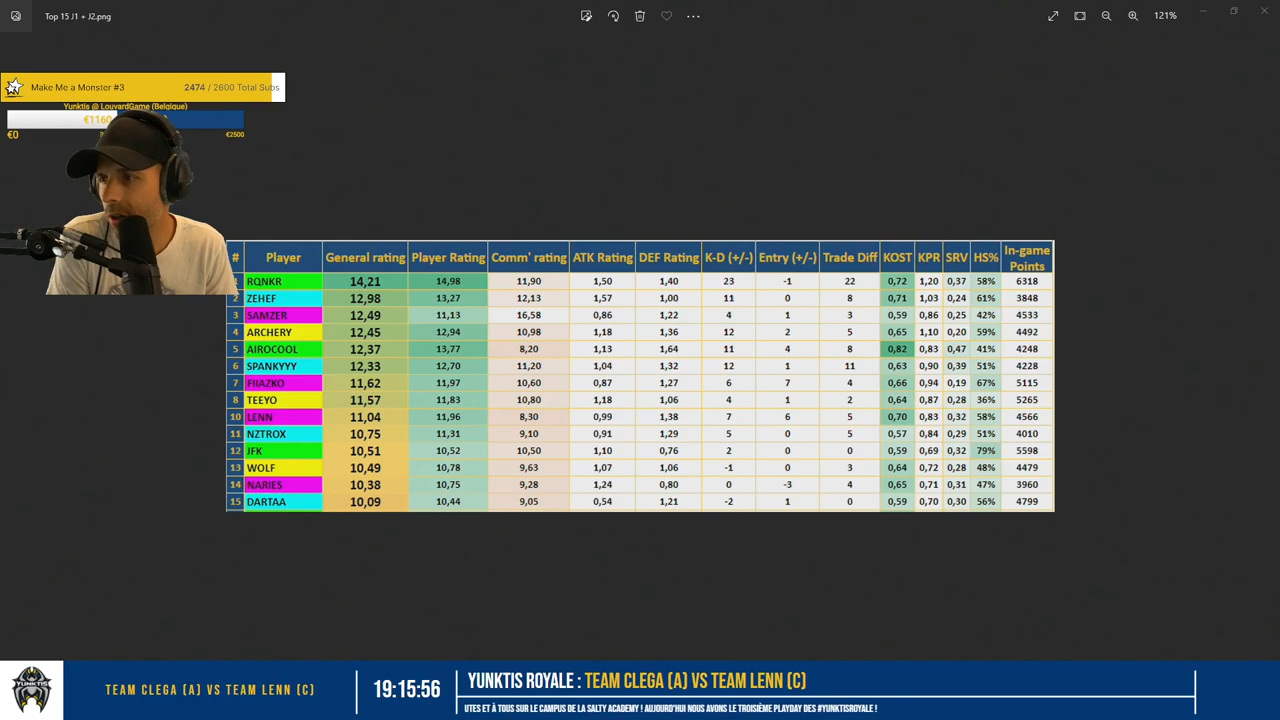 Top 15 J1 + J2.png
121%
Make Me a Monster #3 2474 / 2600 Total Subs
Yunktis @ LouvardGame (Belgique)
€1160
€0 €2500
# Player General rating Player Rating Comm' rating ATK Rating DEF Rating K-D (+/-) Entry (+/-) Trade Diff KOST KPR SRV HS% In-game Points
RQNKR 14,21 14,98 11,90 1,50 1,40 23 -1 22 0,72 1,20 0,37 58% 6318
2 ZEHEF 12,98 13,27 12,13 1,57 1,00 11 0 8 0,71 1,03 0,24 61% 3848
3 SAMZER 12,49 11,13 16,58 0,86 1,22 4 1 3 0,59 0,86 0,25 42% 4533
4 ARCHERY 12,45 12,94 10,98 1,18 1,36 12 2 5 0,65 1,10 0,20 59% 4492
5 AIROCOOL 12,37 13,77 8,20 1,13 1,64 11 4 8 0,82 0,83 0,47 41% 4248
6 SPANKYYY 12,33 12,70 11,20 1,04 1,32 12 1 11 0,63 0,90 0,39 51% 4228
7 FIIAZKO 11,62 11,97 10,60 0,87 1,27 6 7 4 0,66 0,94 0,19 67% 5115
8 TEEYO 11,57 11,83 10,80 1,18 1,06 4 1 2 0,64 0,87 0,28 36% 5265
10 LENN 11,04 11,96 8,30 0,99 1,38 7 6 5 0,70 0,83 0,32 58% 4566
11 NZTROX 10,75 11,31 9,10 0,91 1,29 5 0 5 0,57 0,84 0,29 51% 4010
12 JFK 10,51 10,52 10,50 1,10 0,76 2 0 0 0,59 0,69 0,32 79% 5598
13 WOLF 10,49 10,78 9,63 1,07 1,06 -1 0 3 0,64 0,72 0,28 48% 4479
14 NARIES 10,38 10,75 9,28 1,24 0,80 0 -3 4 0,65 0,71 0,31 47% 3960
15 DARTAA 10,09 10,44 9,05 0,54 1,21 -2 1 0 0,59 0,70 0,30 56% 4799
YUNKTIS
TEAM CLEGA (A) VS TEAM LENN (C)
19:15:56
YUNKTIS ROYALE : TEAM CLEGA (A) VS TEAM LENN (C)
UTES ET À TOUS SUR LE CAMPUS DE LA SALTY ACADEMY ! AUJOURD'HUI NOUS AVONS LE TROISIÈME PLAYDAY DES #YUNKTISROYALE !